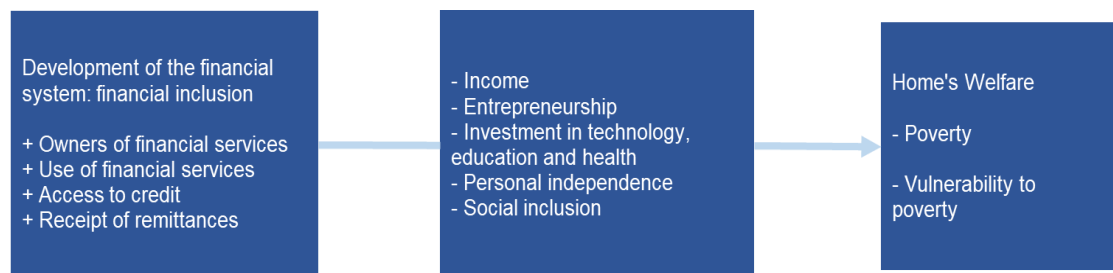 Development of the financial
system: financial inclusion
+ Owners of financial services
+ Use of financial services
+ Access to credit
+ Receipt of remittances
- Income
- Entrepreneurship
- Investment in technology,
education and health
- Personal independence
- Social inclusion
Home's Welfare
- Poverty
- Vulnerability to
poverty